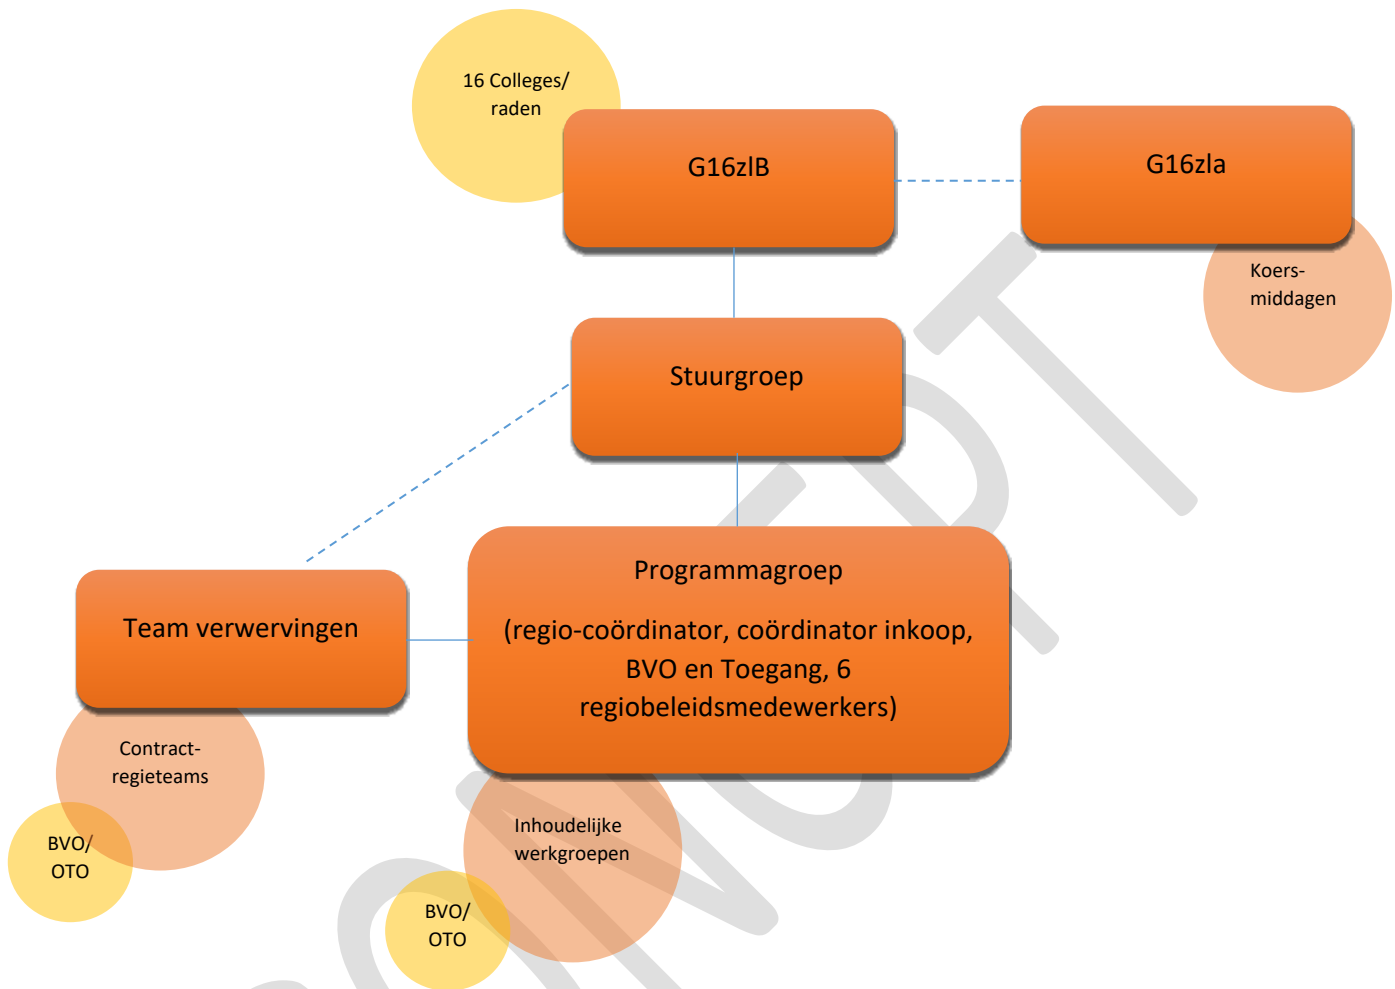 16 Colleges/
raden
G16zlB
G16zla
Koers-
middagen
Stuurgroep
Programmagroep
(regio-coördinator, coördinator inkoop,
BVO en Toegang, 6
regiobeleidsmedewerkers)
Team verwervingen
Contract-
regieteams
BVO/
OTO
Inhoudelijke
werkgroepen
BVO/
OTO
CONCEPT